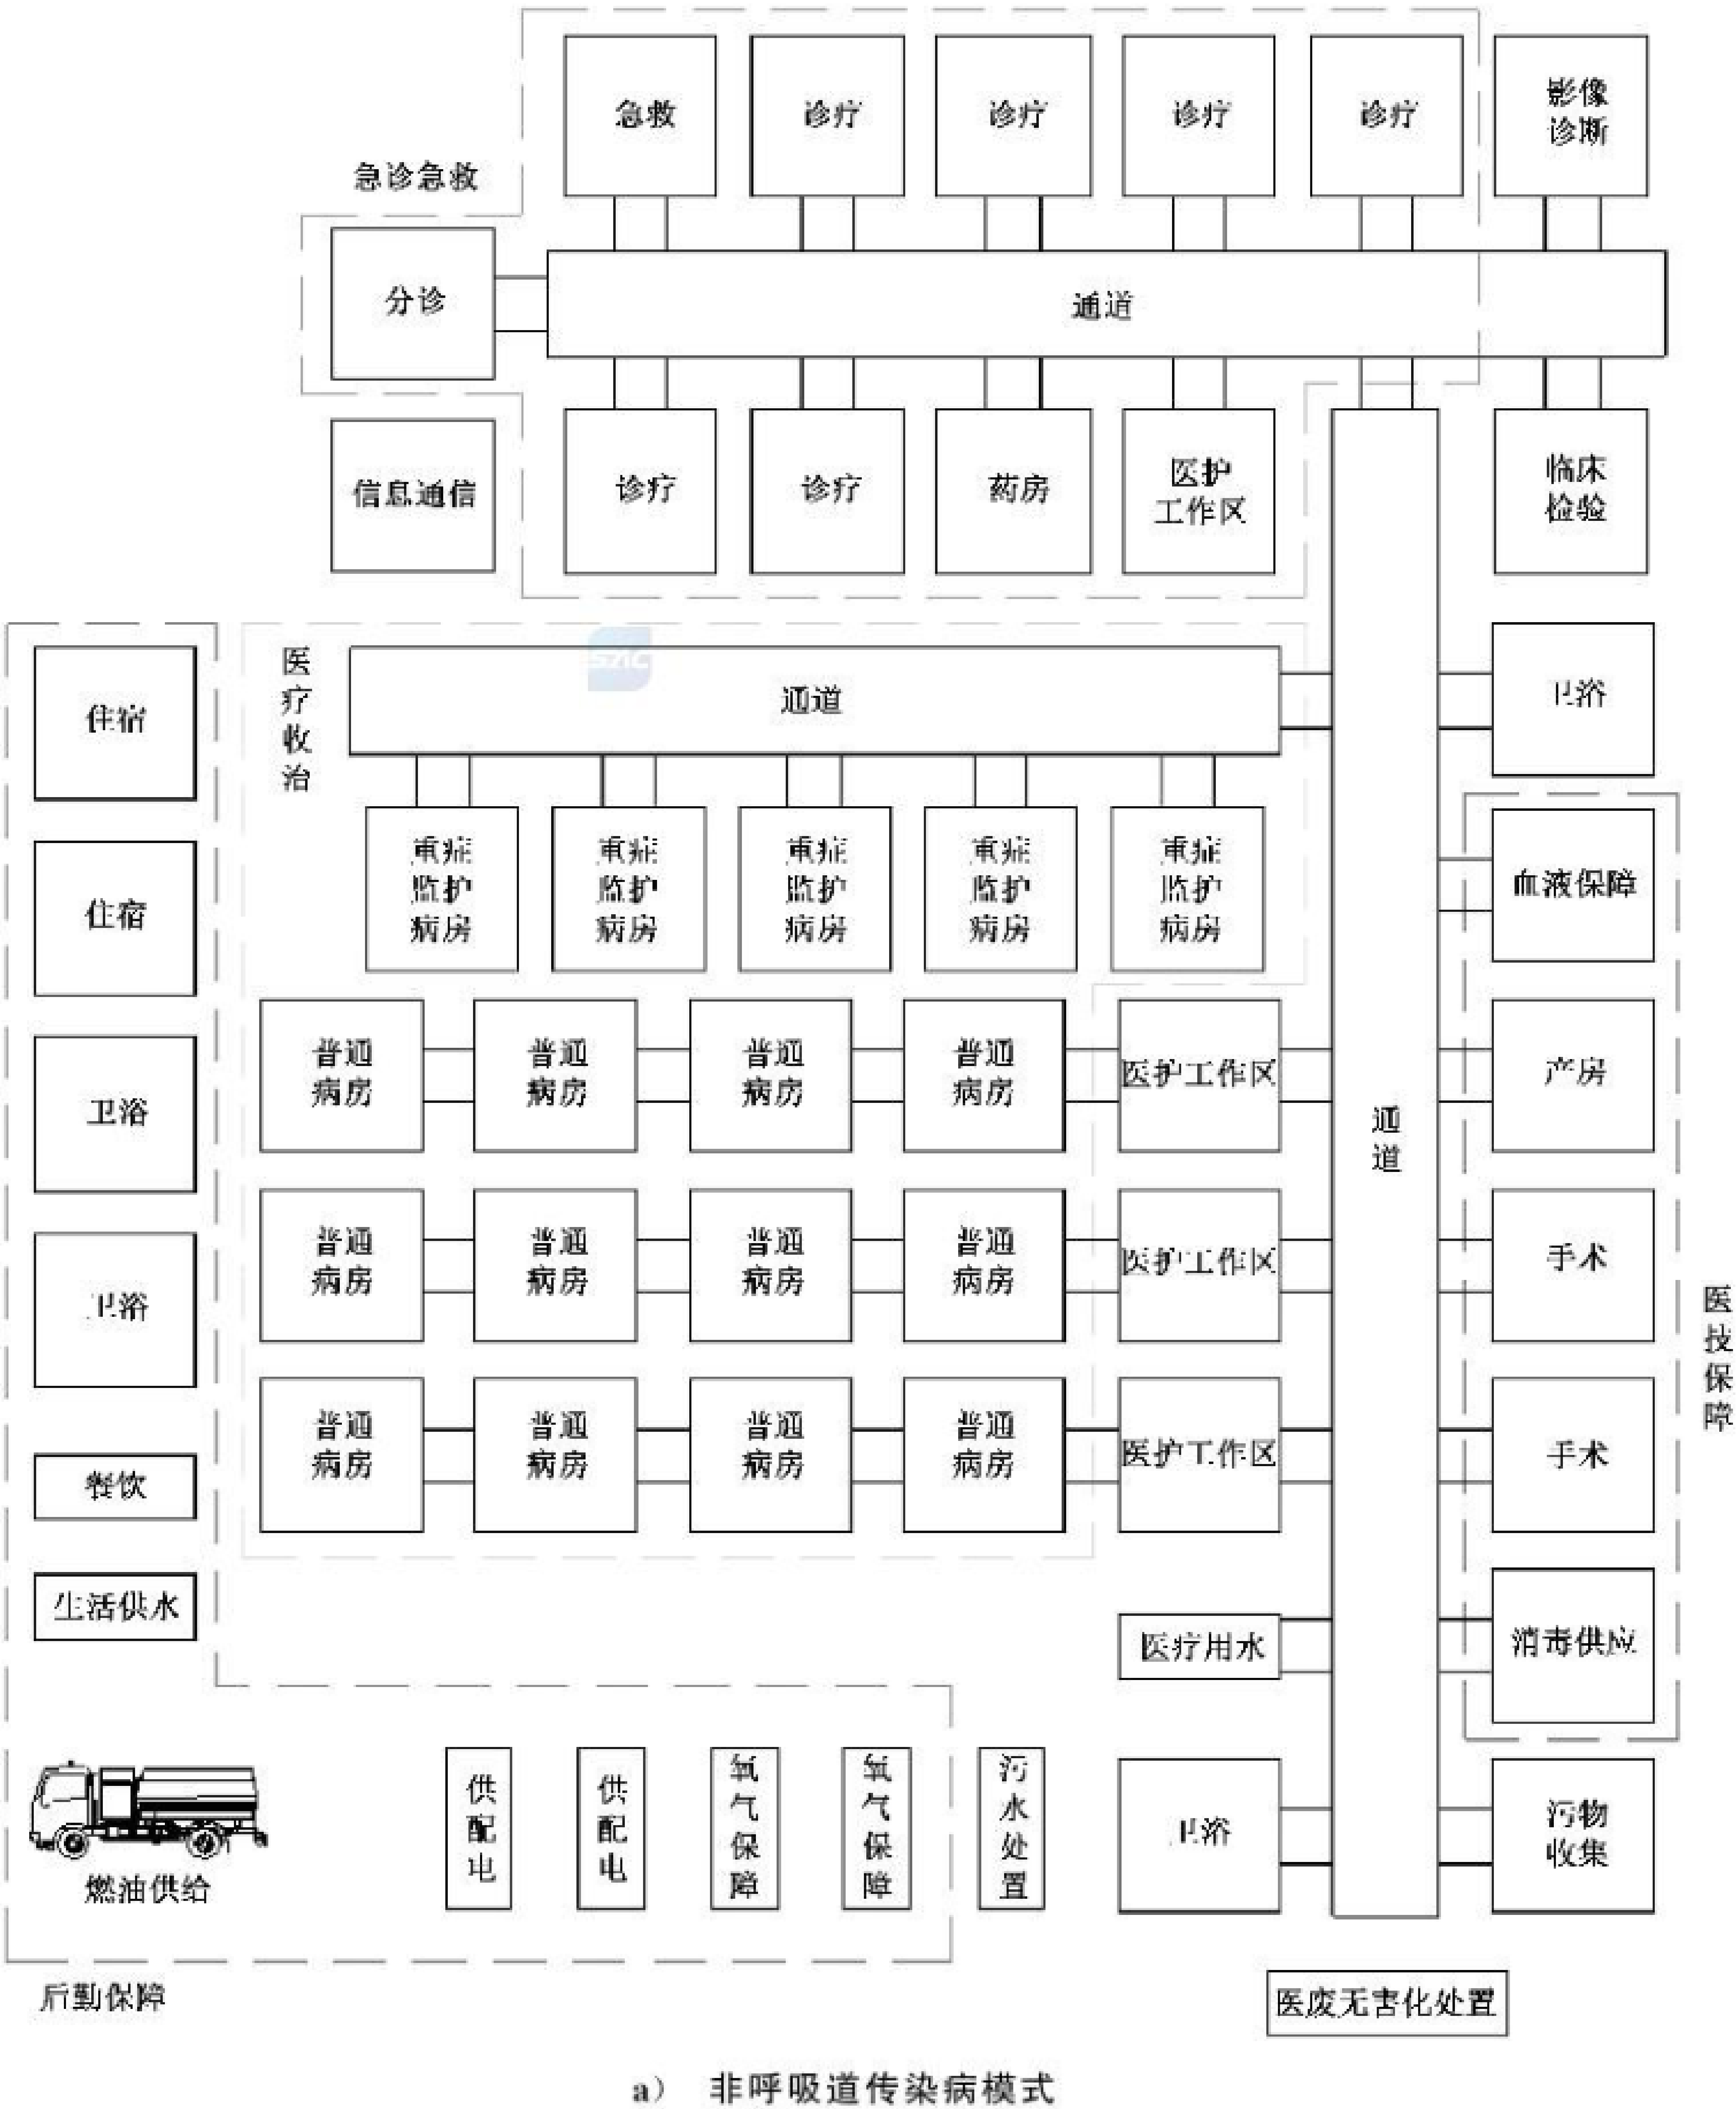 急救
诊疗
诊疗
诊疗
诊疗
影像
诊断
急诊急救
分诊
通道
信息通信
诊疗
诊疗
药房
医护
工作区
临床
检验
住宿
医
疗
收
治
SAC
通道
卫浴
住宿
重症
监护
病房
重症
监护
病房
重症
监护
病房
重症
监护
病房
重症
监护
病房
血液保障
卫浴
普通
病房
普通
病房
普通
病房
普通
病房
医护工作区
通
道
产房
卫浴
普通
病房
普通
病房
普通
病房
普通
病房
医护工作区
手术
医
技
保
障
餐饮
普通
病房
普通
病房
普通
病房
普通
病房
医护工作区
手术
生活供水
医疗用水
消毒供应
燃油供给
供
配
电
供
配
电
氧
气
保
障
氧
气
保
障
污
水
处
置
卫浴
污物
收集
后勤保障
医废无害化处置
a） 非呼吸道传染病模式